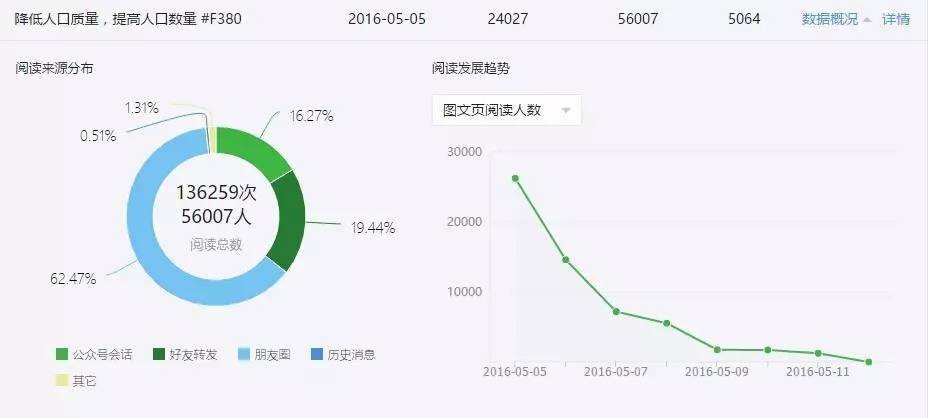 降低人口质量，提高人口数量 #F380 2016-05-05 24027 56007 5064 数据概况 详情
阅读来源分布
阅读发展趋势
1.31%
0.51%
16.27%
19.44%
62.47%
136259次
56007人
阅读总数
公众号会话 好友转发 朋友圈 历史消息
其它
图文页阅读人数
30000
20000
10000
2016-05-05 2016-05-07 2016-05-09 2016-05-11